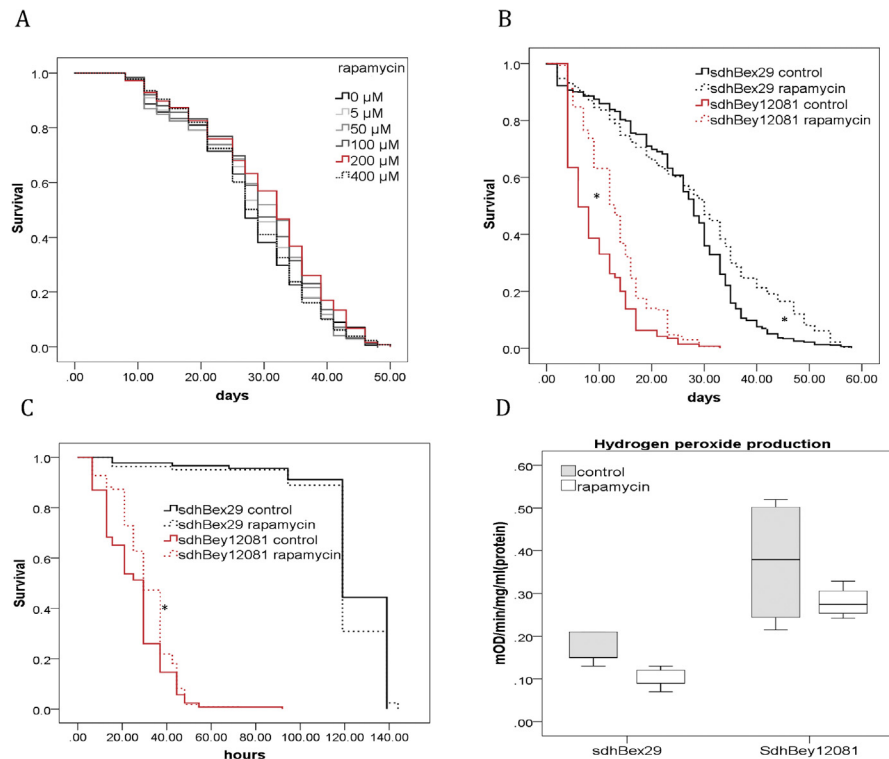 A
rapamycin
0 µM
5 µM
50 µM
100 µM
200 µM
400 µM
1.0
0.8
0.6
0.4
0.2
0.0
Survival
.00 10.00 20.00 30.00 40.00 50.00
days
B
sdhBex29 control
sdhBex29 rapamycin
sdhBey12081 control
sdhBey12081 rapamycin
1.0
0.8
0.6
0.4
0.2
0.0
Survival
*
*
.00 10.00 20.00 30.00 40.00 50.00 60.00
days
C
sdhBex29 control
sdhBex29 rapamycin
sdhBey12081 control
sdhBey12081 rapamycin
1.0
0.8
0.6
0.4
0.2
0.0
Survival
*
.00 20.00 40.00 60.00 80.00 100.00 120.00 140.00
hours
D
Hydrogen peroxide production
control
rapamycin
.60
.40
.30
.20
.10
.00
mOD/min/mg/ml(protein)
sdhBex29 SdhBey12081